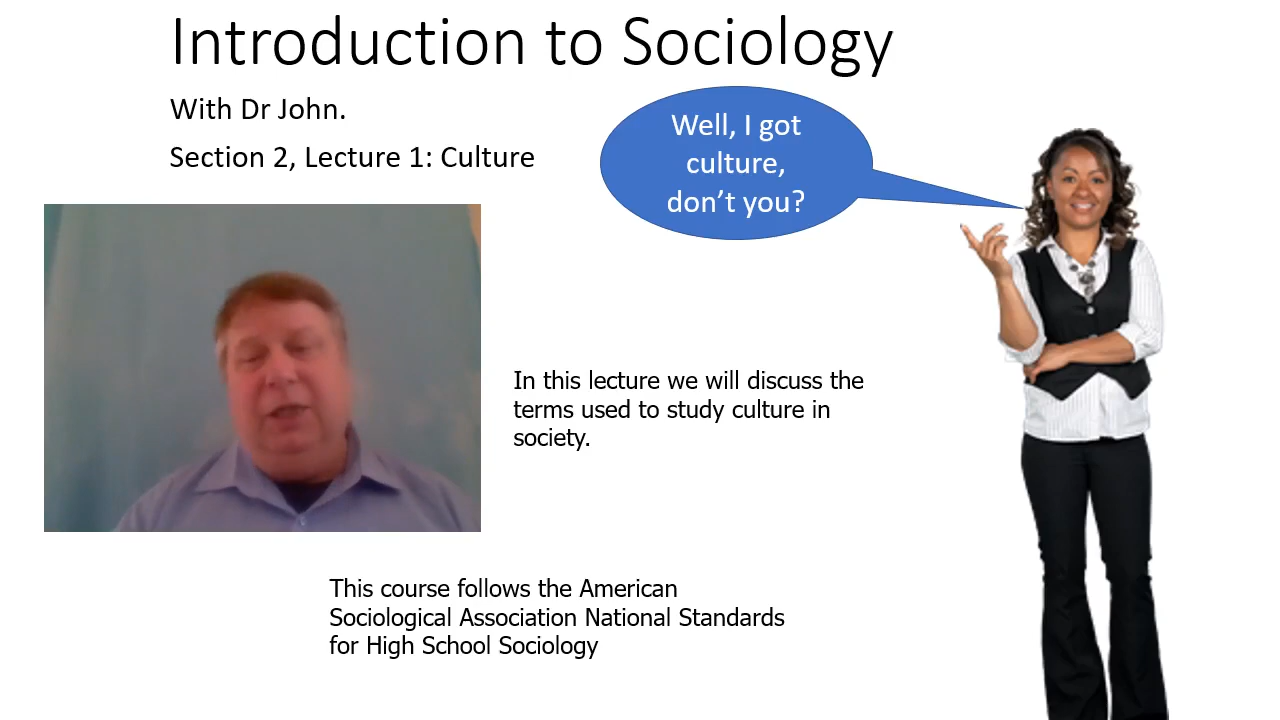 Introduction to Sociology
With Dr John.
Section 2, Lecture 1: Culture
Well, I got
culture,
don’t you?
In this lecture we will discuss the
terms used to study culture in
society.
This course follows the American
Sociological Association National Standards
for High School Sociology